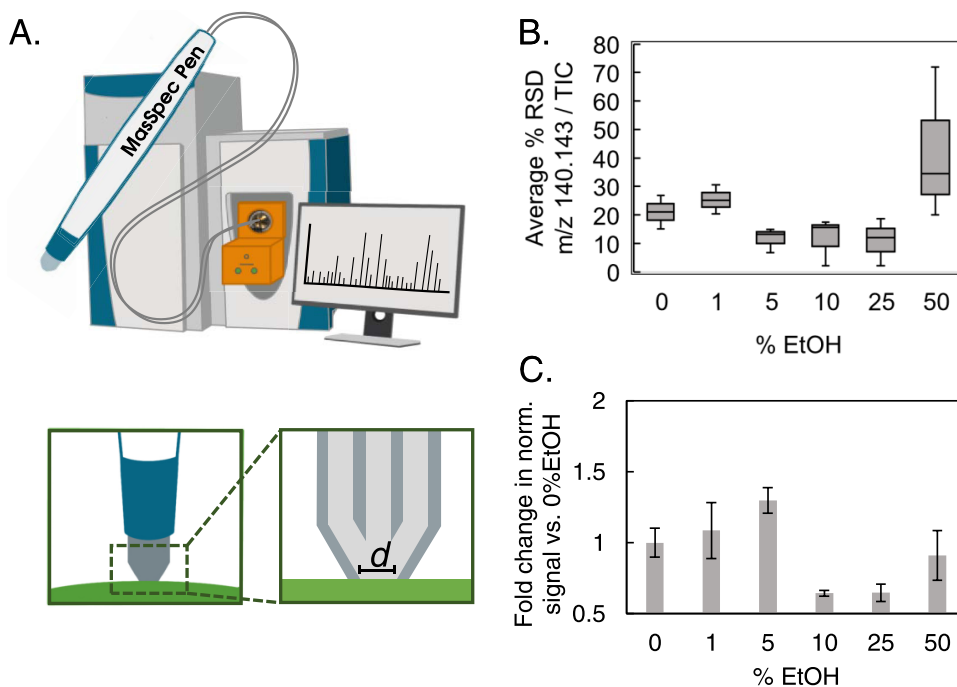 A.
MasSpec Pen
d
B.
Average % RSD
m/z 140.143 / TIC
80
70
60
50
40
30
20
10
0
0 1 5 10 25 50
% EtOH
C.
Fold change in norm.
signal vs. 0%EtOH
2
1.5
1
0.5
0 1 5 10 25 50
% EtOH